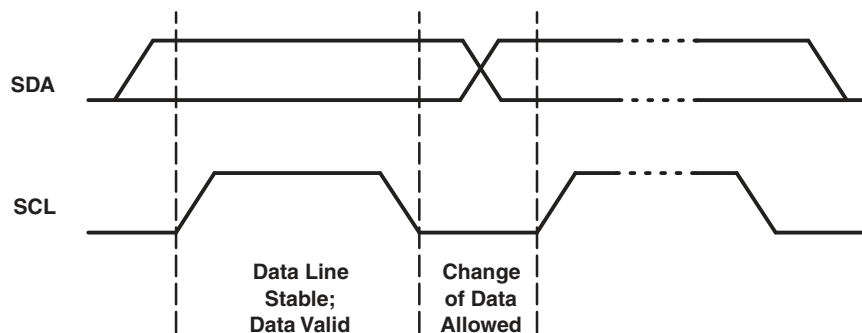 SDA
SCL
Data Line
Stable;
Data Valid
Change
of Data
Allowed